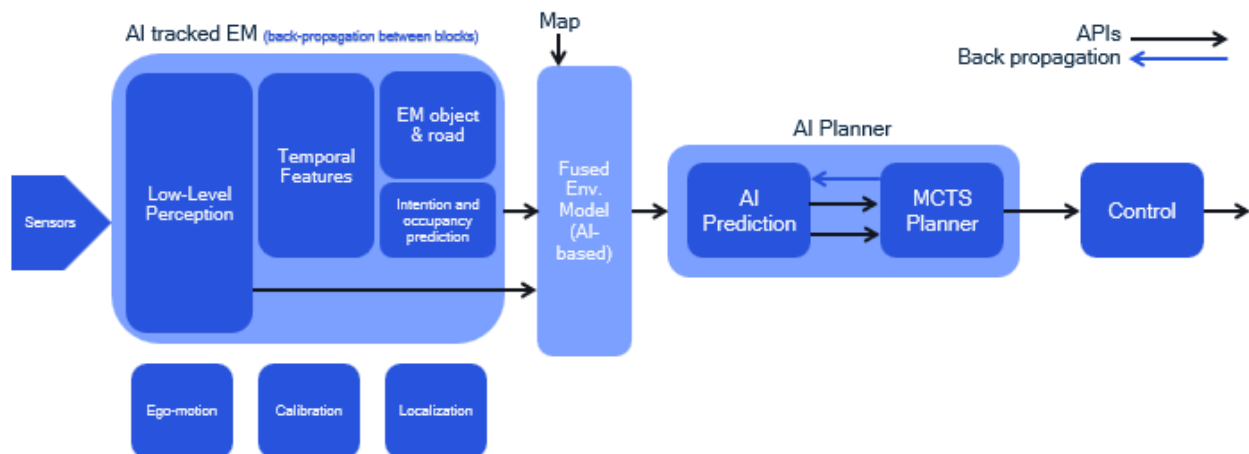 Map
AI tracked EM (back-propagation between blocks)
APIs
Back propagation
Sensors
Low-Level
Perception
Temporal
Features
EM object
& road
Intention and
occupancy
prediction
Fused
Env.
Model
(AI-
based)
AI Planner
AI
Prediction
MCTS
Planner
Control
Ego-motion
Calibration
Localization